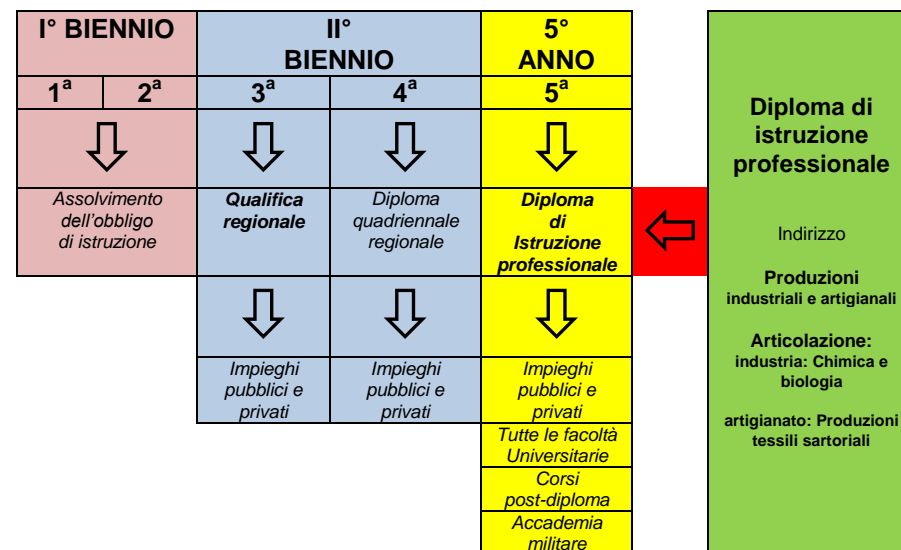 I° BIENNIO
II°
BIENNIO
5°
ANNO
1ª
2ª
3ª
4ª
5ª
Assolvimento
dell'obbligo
di istruzione
Qualifica
regionale
Diploma
quadriennale
regionale
Diploma
di
Istruzione
professionale
Impieghi
pubblici e
privati
Impieghi
pubblici e
privati
Impieghi
pubblici e
privati
Tutte le facoltà
Universitarie
Corsi
post-diploma
Accademia
militare
Diploma di
istruzione
professionale
Indirizzo
Produzioni
industriali e artigianali
Articolazione:
industria: Chimica e
biologia
artigianato: Produzioni
tessili sartoriali